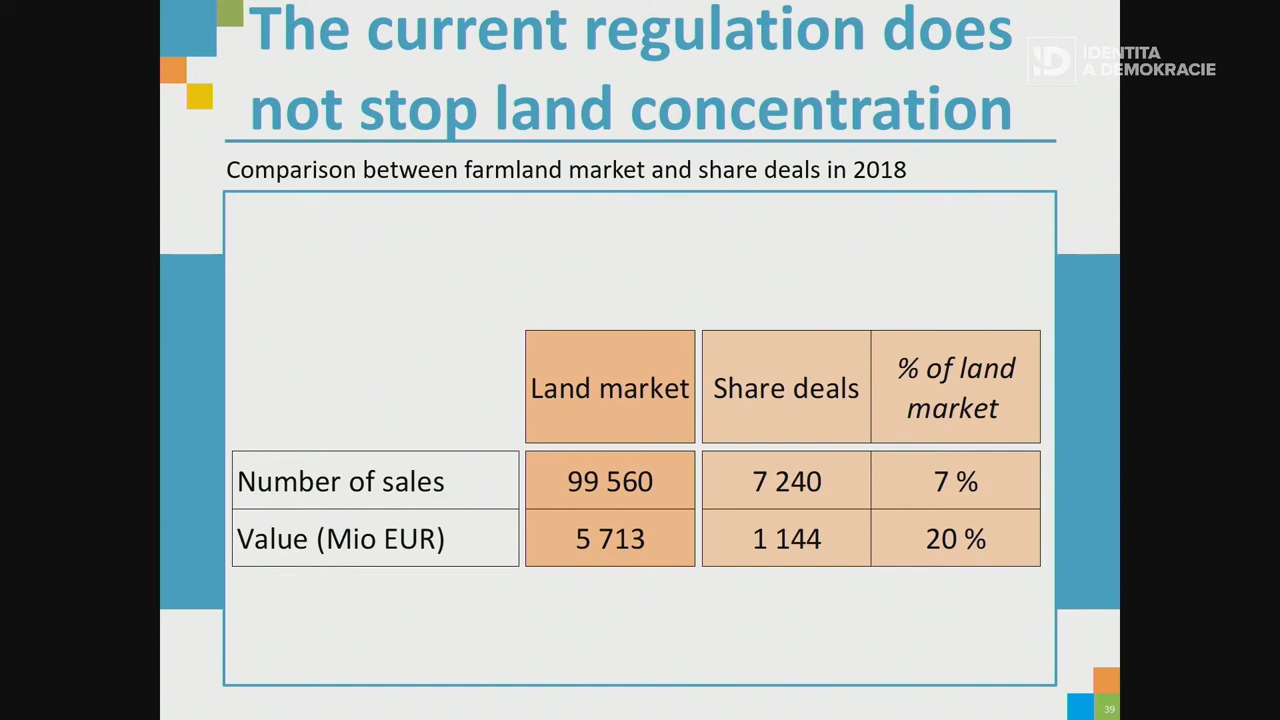 The current regulation does
not stop land concentration
IDENTITA
A DEMOKRACIE
Comparison between farmland market and share deals in 2018
Land market
Share deals
% of land
market
Number of sales
99 560
7 240
7 %
Value (Mio EUR)
5 713
1 144
20 %
39